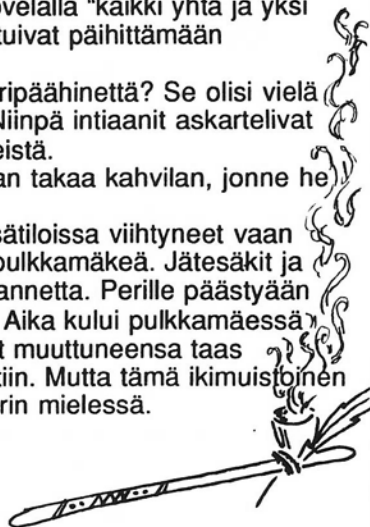 ovelalla "kaikki yhtä ja yksi
tuivat päihittämään
ripäähinettä? Se olisi vielä
Niinpä intiaanit askartelivat
eistä.
an takaa kahvilan, jonne he
sätiloissa viihtyneet vaan
pulkkamäkeä. Jätesäkit ja
annetta. Perille päästyään
Aika kului pulkkamäessä
t muuttuneensa taas
tiin. Mutta tämä ikimuistoinen
rin mielessä.